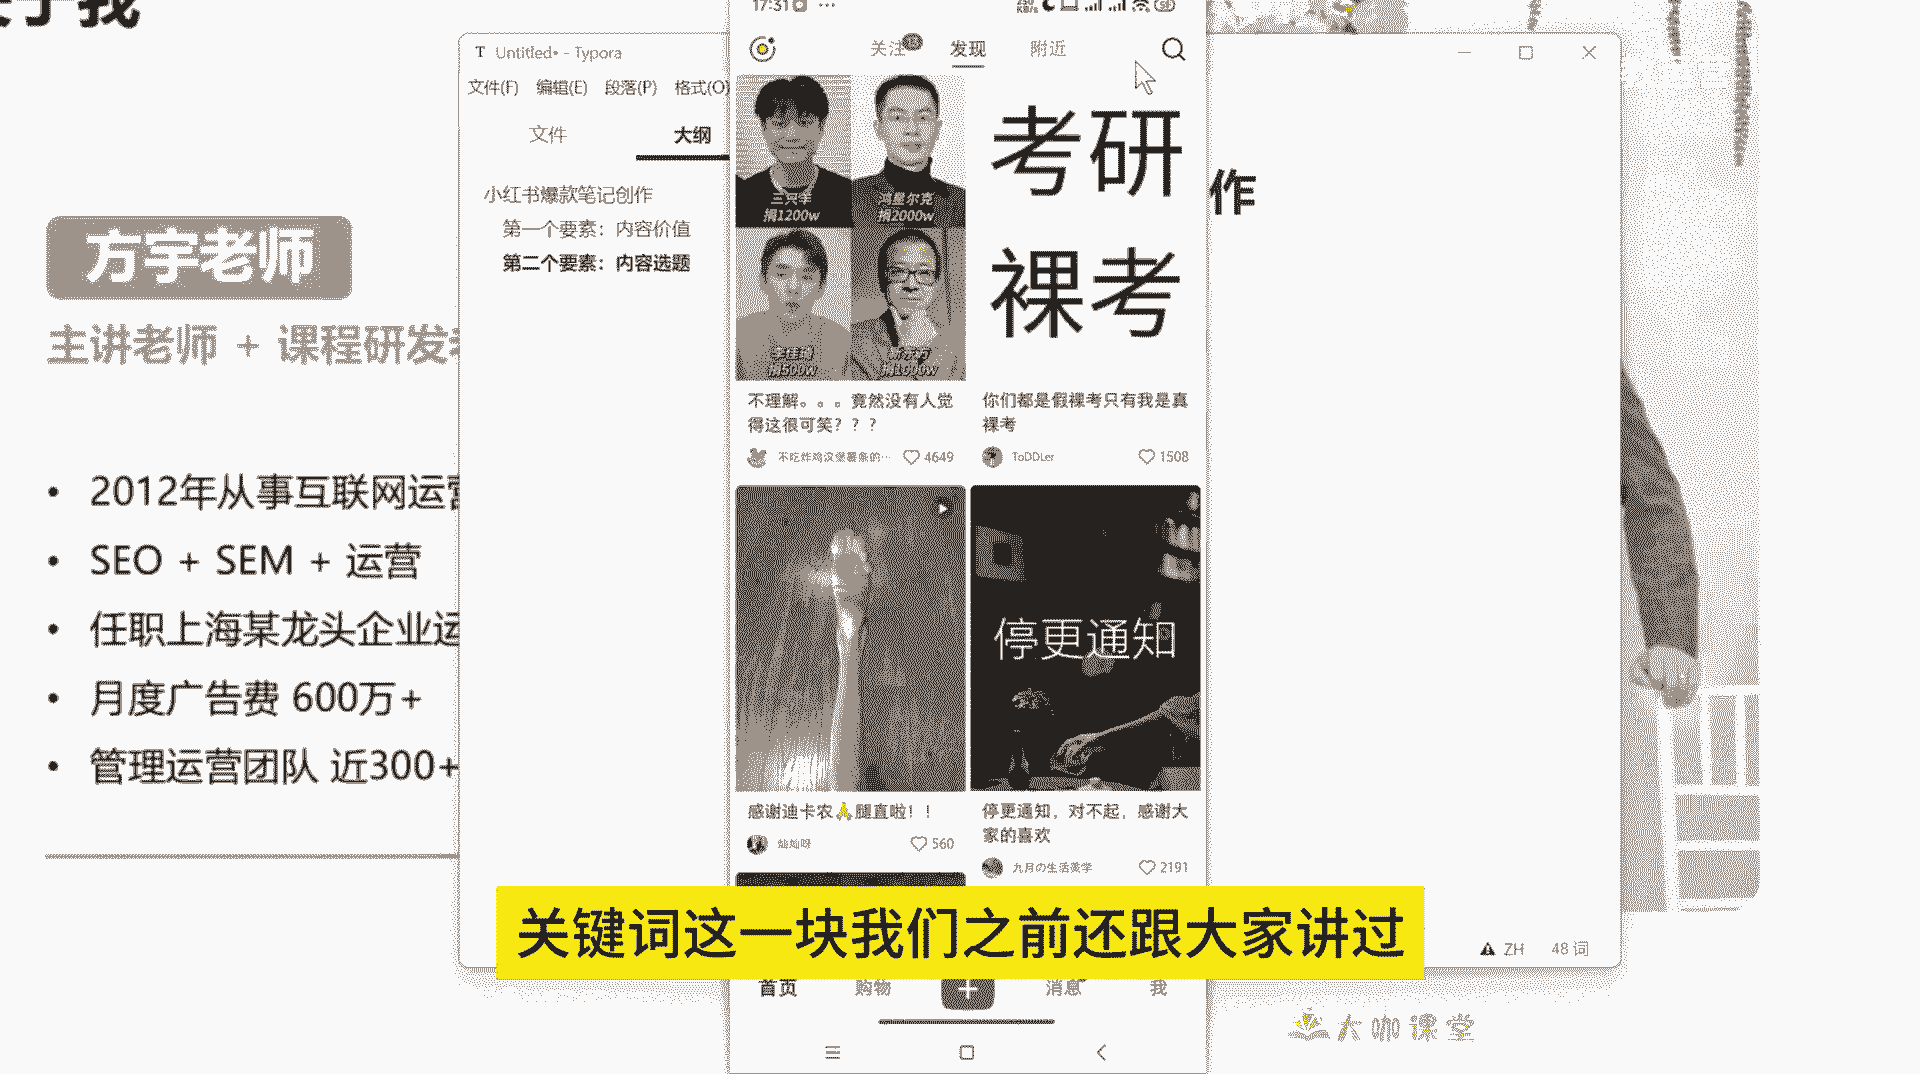 方宇老师
主讲老师 + 课程研发
2012年从事互联网运营
SEO + SEM + 运营
任职上海某龙头企业运
月度广告费 600万+
管理运营团队 近300+
T Untitled• - Typora
文件(F) 编辑(E) 段落(P) 格式(O)
文件 大纲
小红书爆款笔记创作
第一个要素：内容价值
第二个要素：内容选题
作
17:31
关注 发现 附近
三只羊
捐1200w
鸿星尔克
捐2000w
李佳琦
捐500w
新东方
捐1000w
考研
裸考
不理解。。。竟然没有人觉
得这很可笑？？？
不吃炸鸡汉堡薯条的… 4649
你们都是假裸考只有我是真
裸考
ToDDLer 1508
停更通知
感谢迪卡农🙏腿直啦！！
灿灿呀 560
停更通知，对不起，感谢大
家的喜欢
九月の生活美学 2191
关键词这一块我们之前还跟大家讲过
首页 购物 消息 我
ZH 48 词
大咖课堂